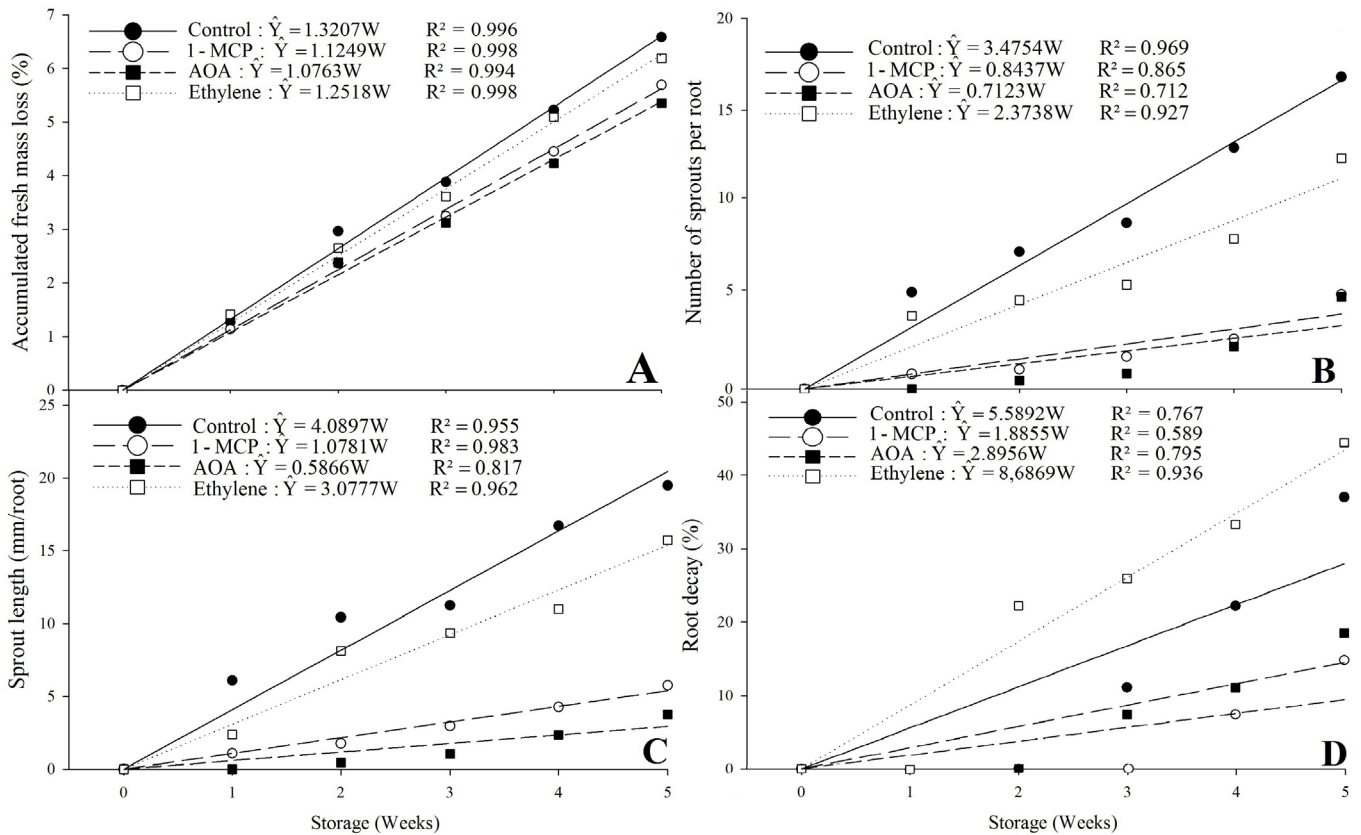 Accumulated fresh mass loss (%)
7
6
5
4
3
2
1
0
Control : Ŷ = 1.3207W R² = 0.996
1 - MCP : Ŷ = 1.1249W R² = 0.998
AOA : Ŷ = 1.0763W R² = 0.994
Ethylene : Ŷ = 1.2518W R² = 0.998
A
Number of sprouts per root
20
15
10
5
0
Control : Ŷ = 3.4754W R² = 0.969
1 - MCP : Ŷ = 0.8437W R² = 0.865
AOA : Ŷ = 0.7123W R² = 0.712
Ethylene : Ŷ = 2.3738W R² = 0.927
B
Sprout length (mm/root)
25
20
15
10
5
0
Control : Ŷ = 4.0897W R² = 0.955
1 - MCP : Ŷ = 1.0781W R² = 0.983
AOA : Ŷ = 0.5866W R² = 0.817
Ethylene : Ŷ = 3.0777W R² = 0.962
C
0 1 2 3 4 5
Storage (Weeks)
Root decay (%)
50
40
30
20
10
0
Control : Ŷ = 5.5892W R² = 0.767
1 - MCP : Ŷ = 1.8855W R² = 0.589
AOA : Ŷ = 2.8956W R² = 0.795
Ethylene : Ŷ = 8,6869W R² = 0.936
D
0 1 2 3 4 5
Storage (Weeks)